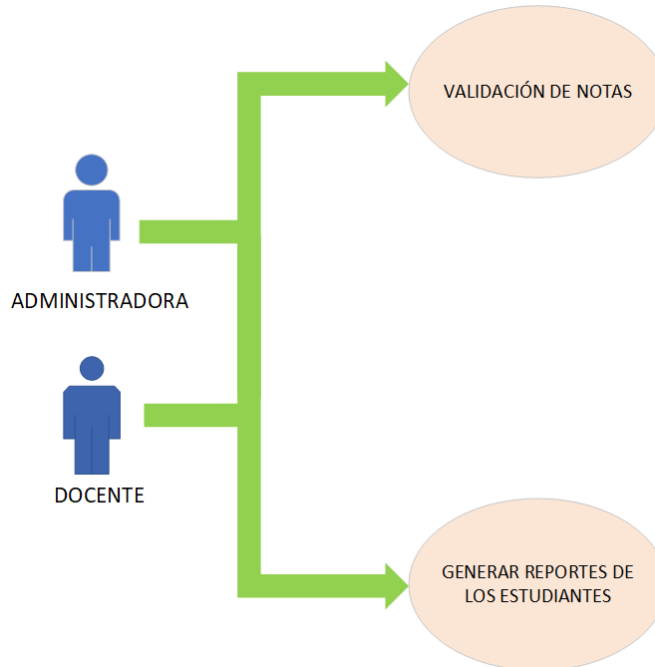 VALIDACIÓN DE NOTAS
ADMINISTRADORA
DOCENTE
GENERAR REPORTES DE
LOS ESTUDIANTES